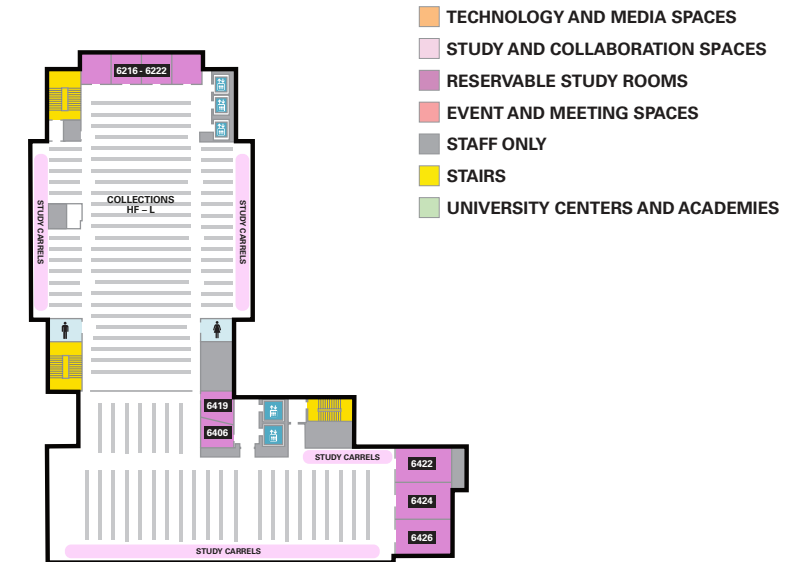 TECHNOLOGY AND MEDIA SPACES
STUDY AND COLLABORATION SPACES
RESERVABLE STUDY ROOMS
EVENT AND MEETING SPACES
STAFF ONLY
STAIRS
UNIVERSITY CENTERS AND ACADEMIES
6216 - 6222
COLLECTIONS
HF – L
STUDY CARRELS
STUDY CARRELS
6419
6406
STUDY CARRELS
6422
6424
6426
STUDY CARRELS